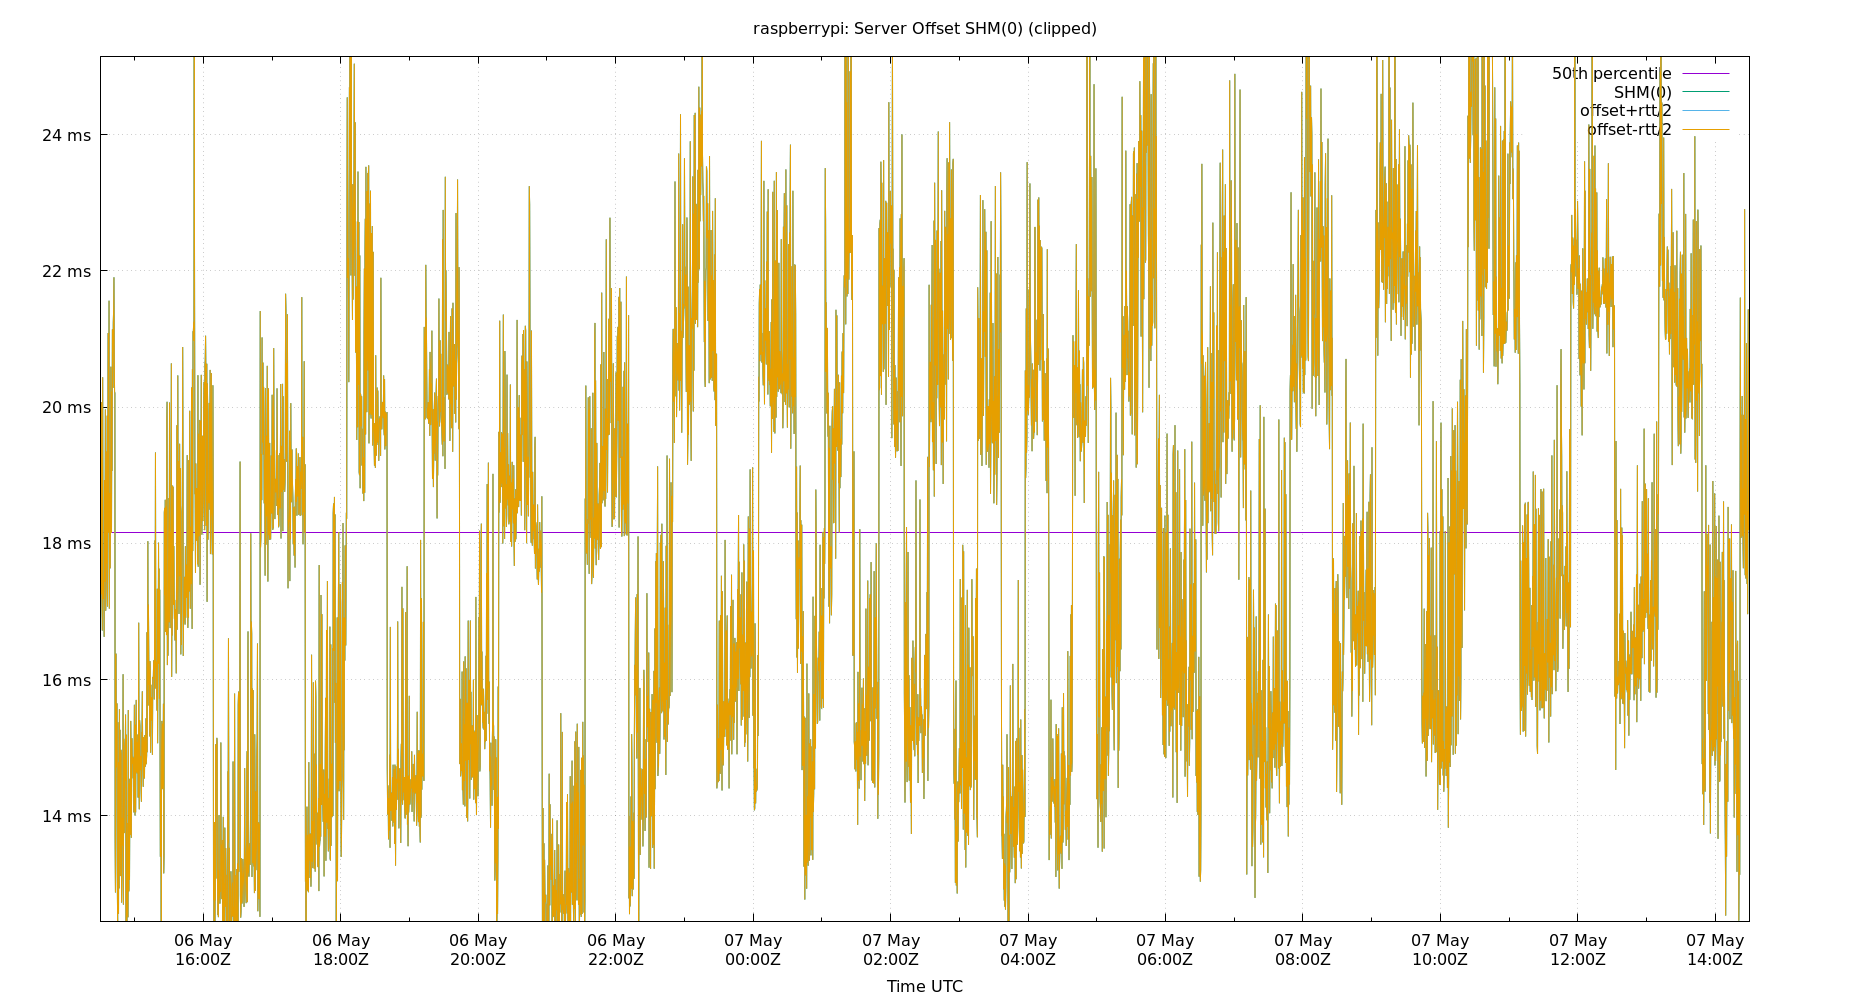 raspberrypi: Server Offset SHM(0) (clipped)
50th percentile
SHM(0)
offset+rtt/2
offset-rtt/2
24 ms
22 ms
20 ms
18 ms
16 ms
14 ms
06 May 06 May 06 May 06 May 07 May 07 May 07 May 07 May 07 May 07 May 07 May 07 May
16:00Z 18:00Z 20:00Z 22:00Z 00:00Z 02:00Z 04:00Z 06:00Z 08:00Z 10:00Z 12:00Z 14:00Z
Time UTC